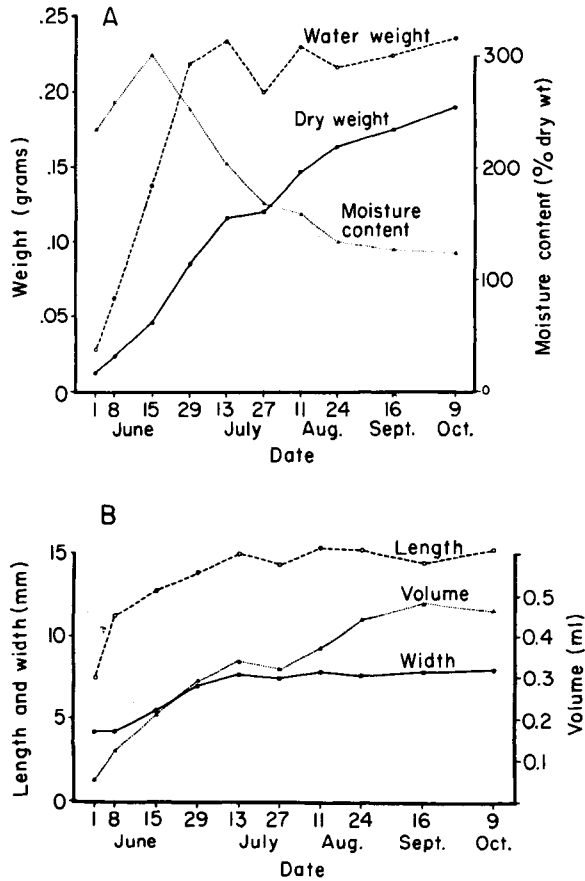 A
Weight (grams)
.25
.20
.15
.10
.05
0
Water weight
Dry weight
Moisture
content
300
200
100
0
Moisture content (% dry wt)
1 8 15 29 13 27 11 24 16 9
June July Aug. Sept. Oct.
Date
B
Length and width (mm)
15
10
5
0
Length
Volume
Width
0.5
0.4
0.3
0.2
0.1
Volume (ml)
1 8 15 29 13 27 11 24 16 9
June July Aug. Sept. Oct.
Date